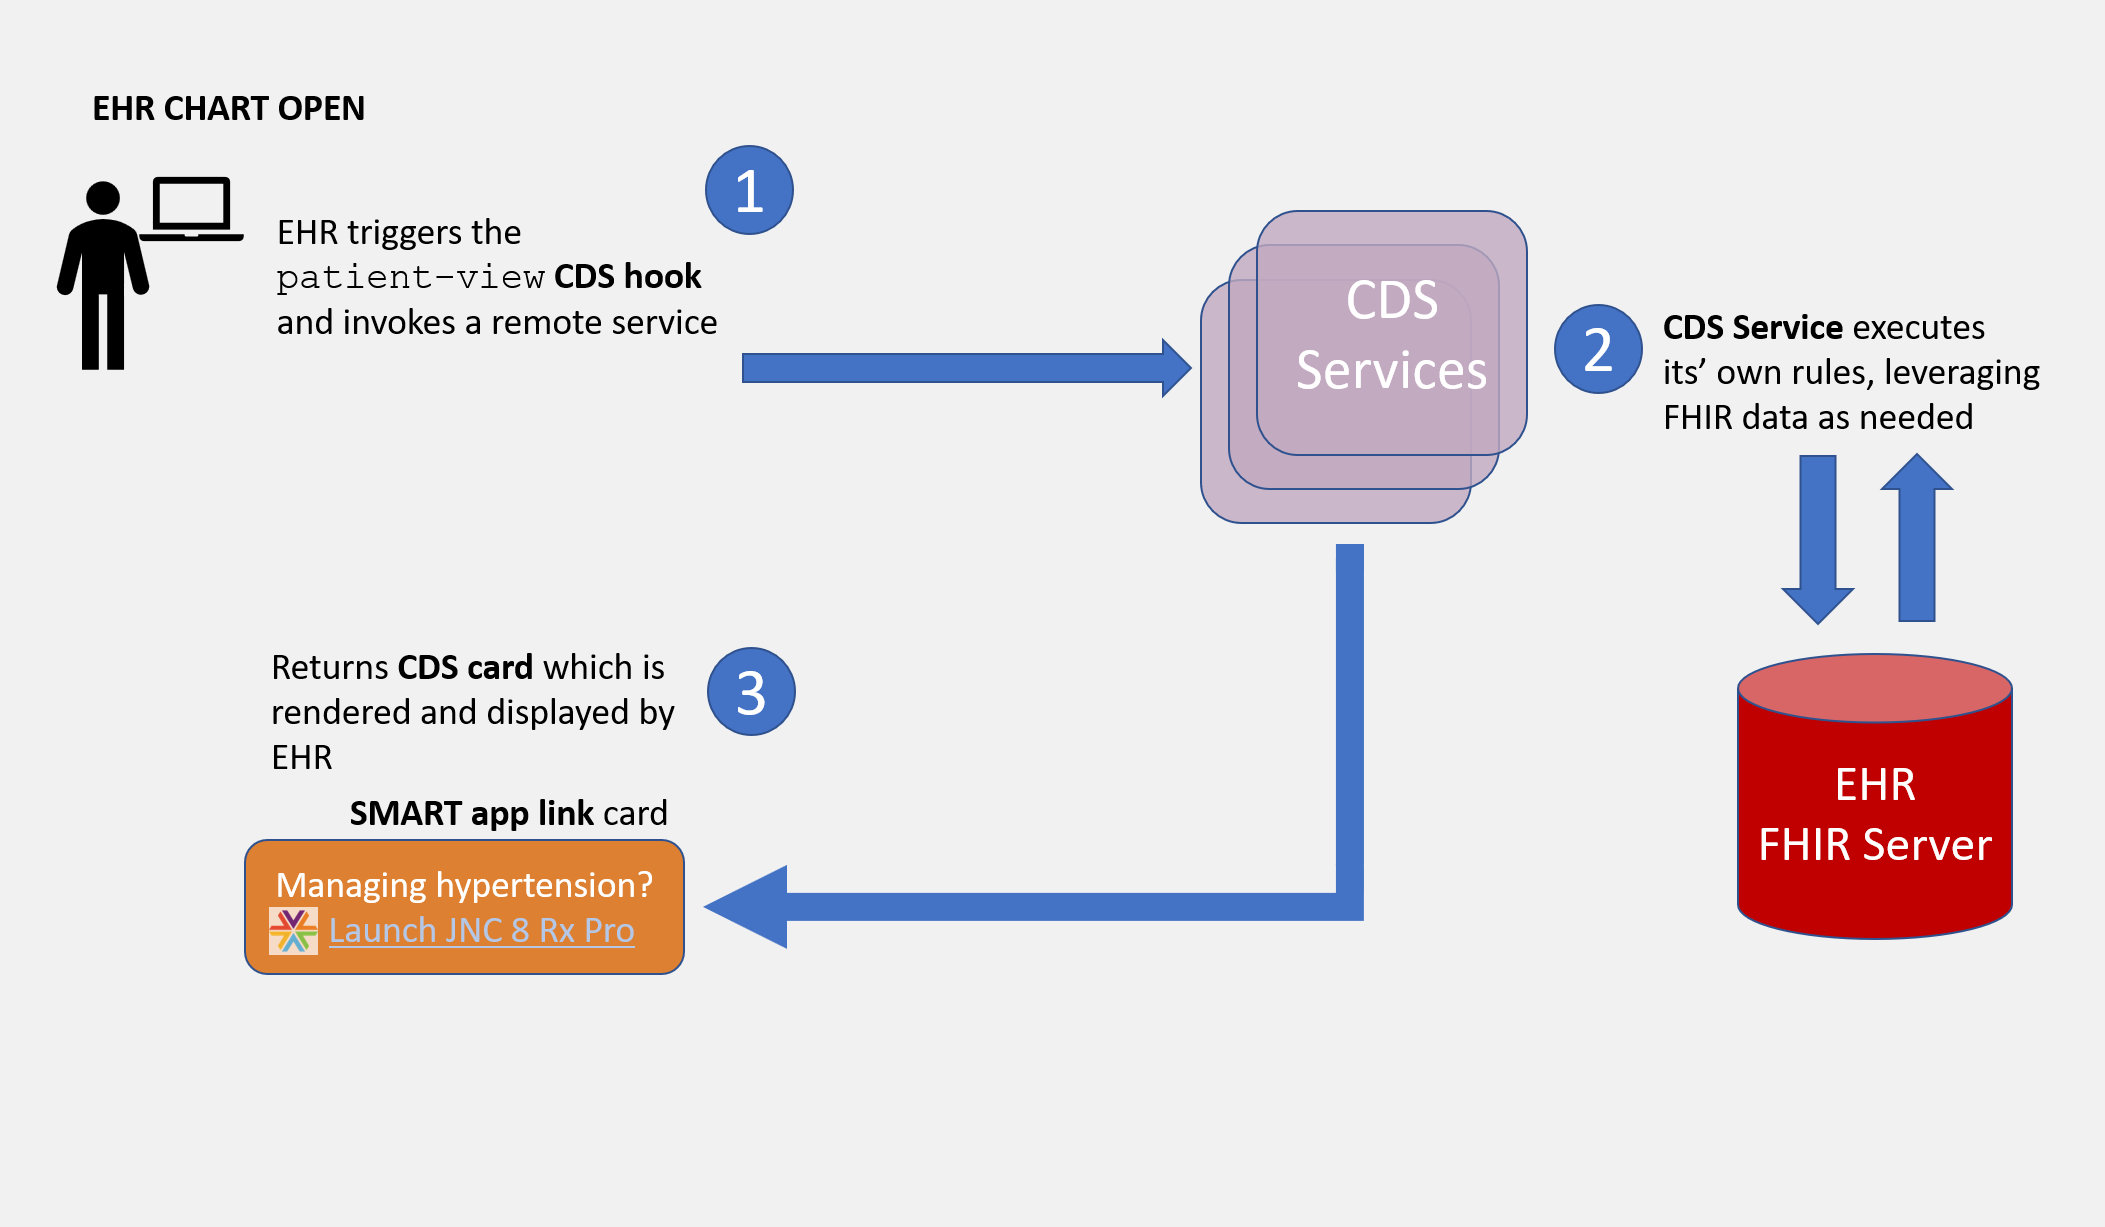 EHR CHART OPEN
1
EHR triggers the
patient-view CDS hook
and invokes a remote service
CDS
Services
2
CDS Service executes
its’ own rules, leveraging
FHIR data as needed
Returns CDS card which is
rendered and displayed by
EHR
3
SMART app link card
Managing hypertension?
Launch JNC 8 Rx Pro
EHR
FHIR Server